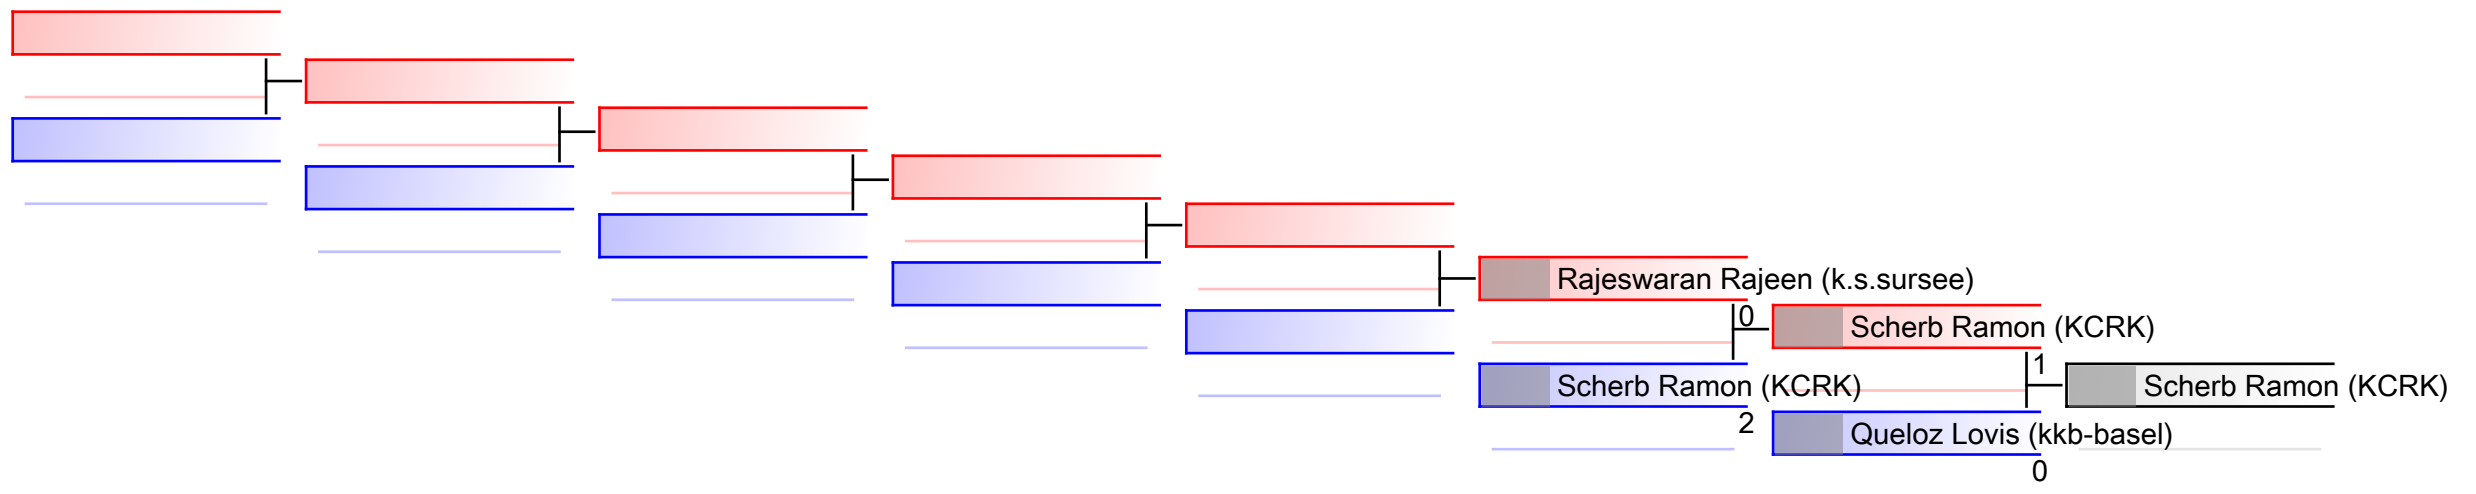 Rajeswaran Rajeen (k.s.sursee)
0
Scherb Ramon (KCRK)
2
Scherb Ramon (KCRK)
1
Queloz Lovis (kkb-basel)
0
Scherb Ramon (KCRK)